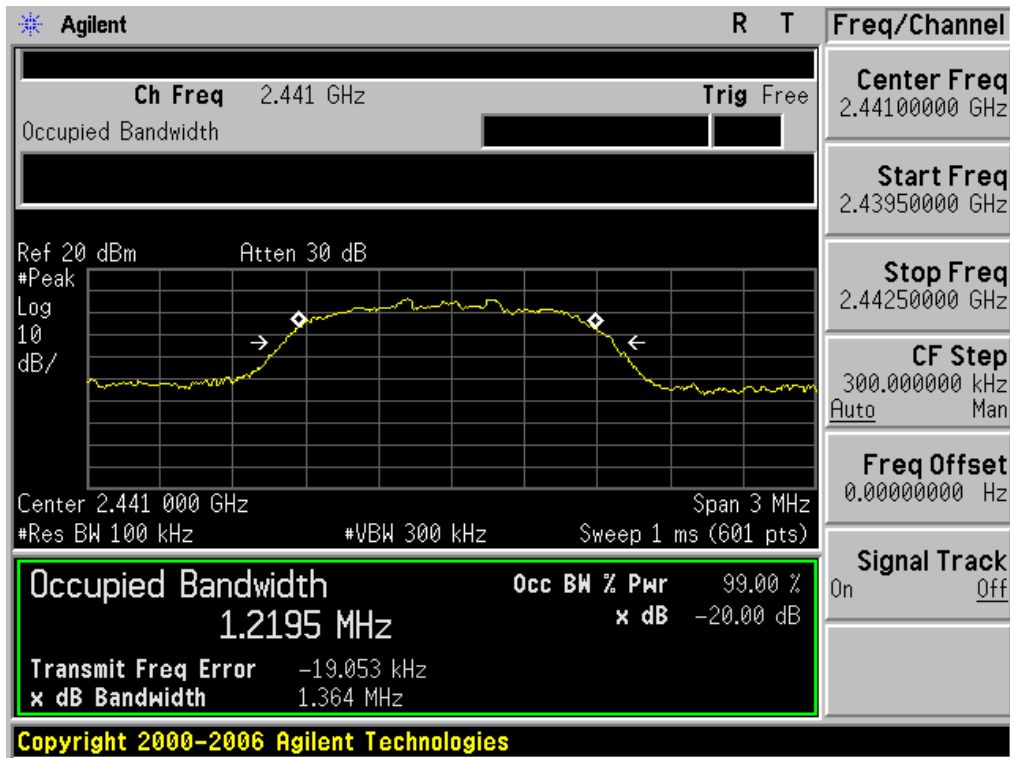 Agilent R T
Ch Freq 2.441 GHz Trig Free
Occupied Bandwidth
Ref 20 dBm Atten 30 dB
#Peak
Log
10
dB/
Center 2.441 000 GHz Span 3 MHz
#Res BW 100 kHz #VBW 300 kHz Sweep 1 ms (601 pts)
Occupied Bandwidth
1.2195 MHz
Occ BW % Pwr 99.00 %
x dB -20.00 dB
Transmit Freq Error -19.053 kHz
x dB Bandwidth 1.364 MHz
Copyright 2000-2006 Agilent Technologies
Freq/Channel
Center Freq
2.44100000 GHz
Start Freq
2.43950000 GHz
Stop Freq
2.44250000 GHz
CF Step
300.000000 kHz
Auto Man
Freq Offset
0.00000000 Hz
Signal Track
On Off